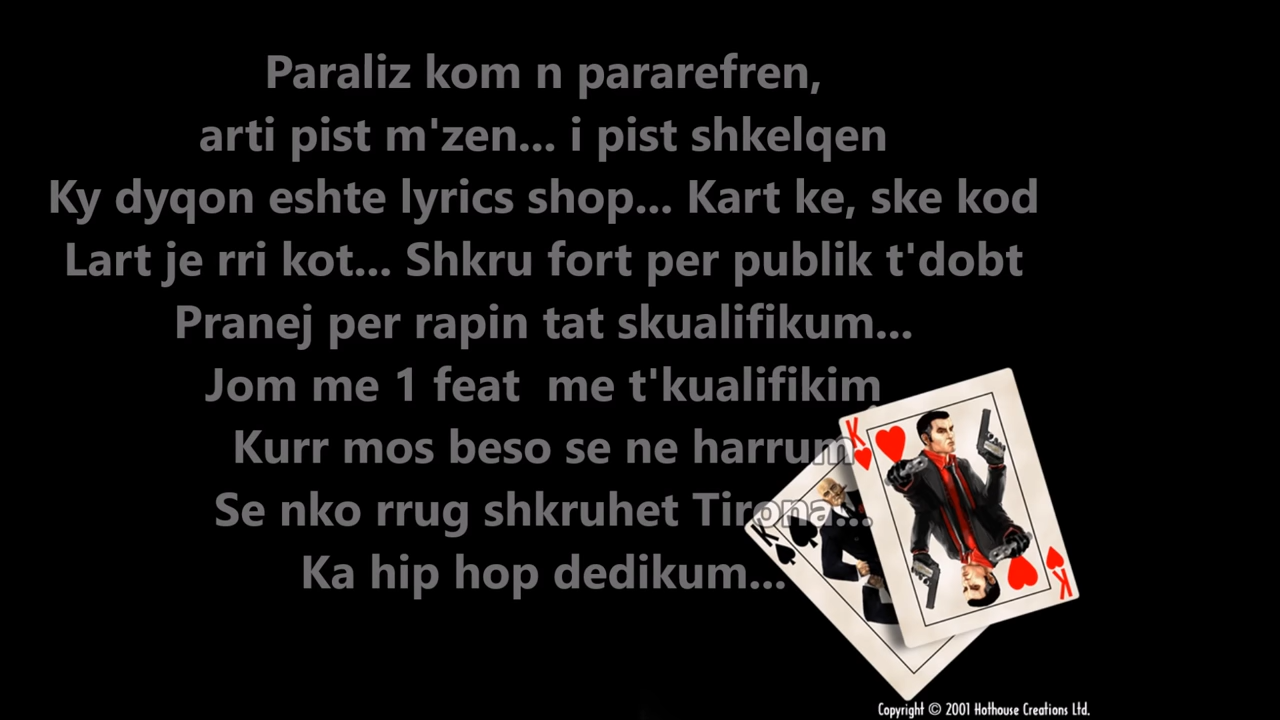 Paraliz kom n pararefren,
arti pist m'zen... i pist shkelqen
Ky dyqon eshte lyrics shop... Kart ke, ske kod
Lart je rri kot... Shkru fort per publik t'dobt
Pranej per rapin tat skualifikum...
Jom me 1 feat  me t'kualifikim
Kurr mos beso se ne harrum
Se nko rrug shkruhet Tirona...
Ka hip hop dedikum...
K
K
K
K
Copyright © 2001 Hothouse Creations Ltd.